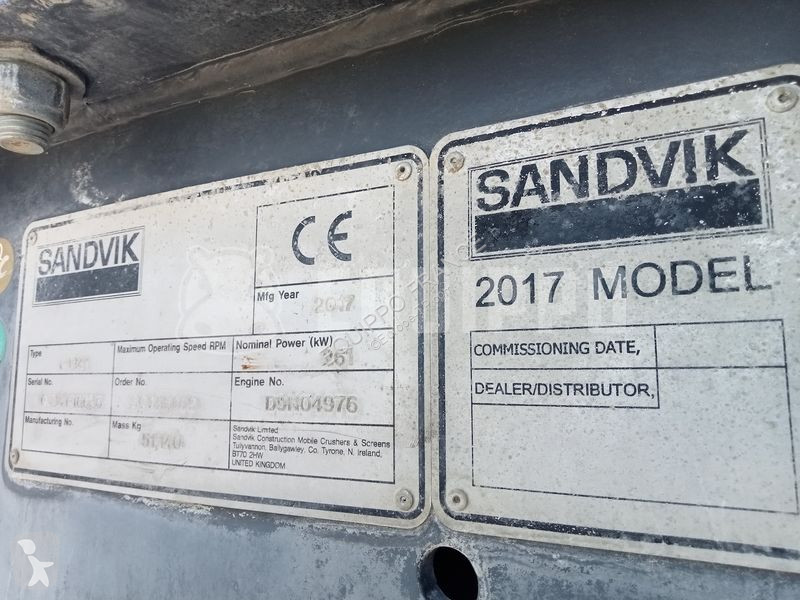 SANDVIK
CE
Mfg Year
2017
Type
Maximum Operating Speed RPM
Nominal Power (kW)
261
Serial No.
Order No.
Engine No.
D9N04976
Manufacturing No.
Mass Kg
Sandvik Limited
Sandvik Construction Mobile Crushers & Screens
Tullyvannon, Ballygawley, Co. Tyrone, N. Ireland,
BT70 2HW
UNITED KINGDOM
SANDVIK
2017 MODEL
COMMISSIONING DATE,
DEALER/DISTRIBUTOR,